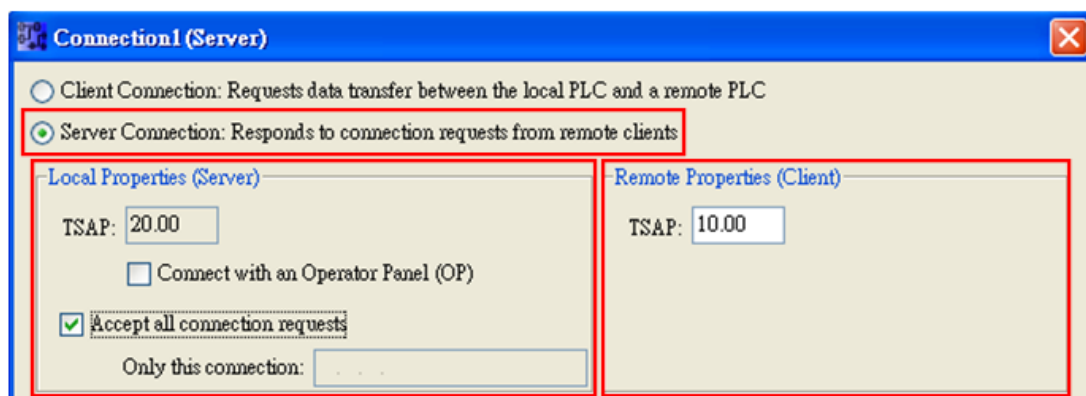 Connection1 (Server)
Client Connection: Requests data transfer between the local PLC and a remote PLC
Server Connection: Responds to connection requests from remote clients
Local Properties (Server)
TSAP: 20.00
Connect with an Operator Panel (OP)
Accept all connection requests
Only this connection: . . .
Remote Properties (Client)
TSAP: 10.00